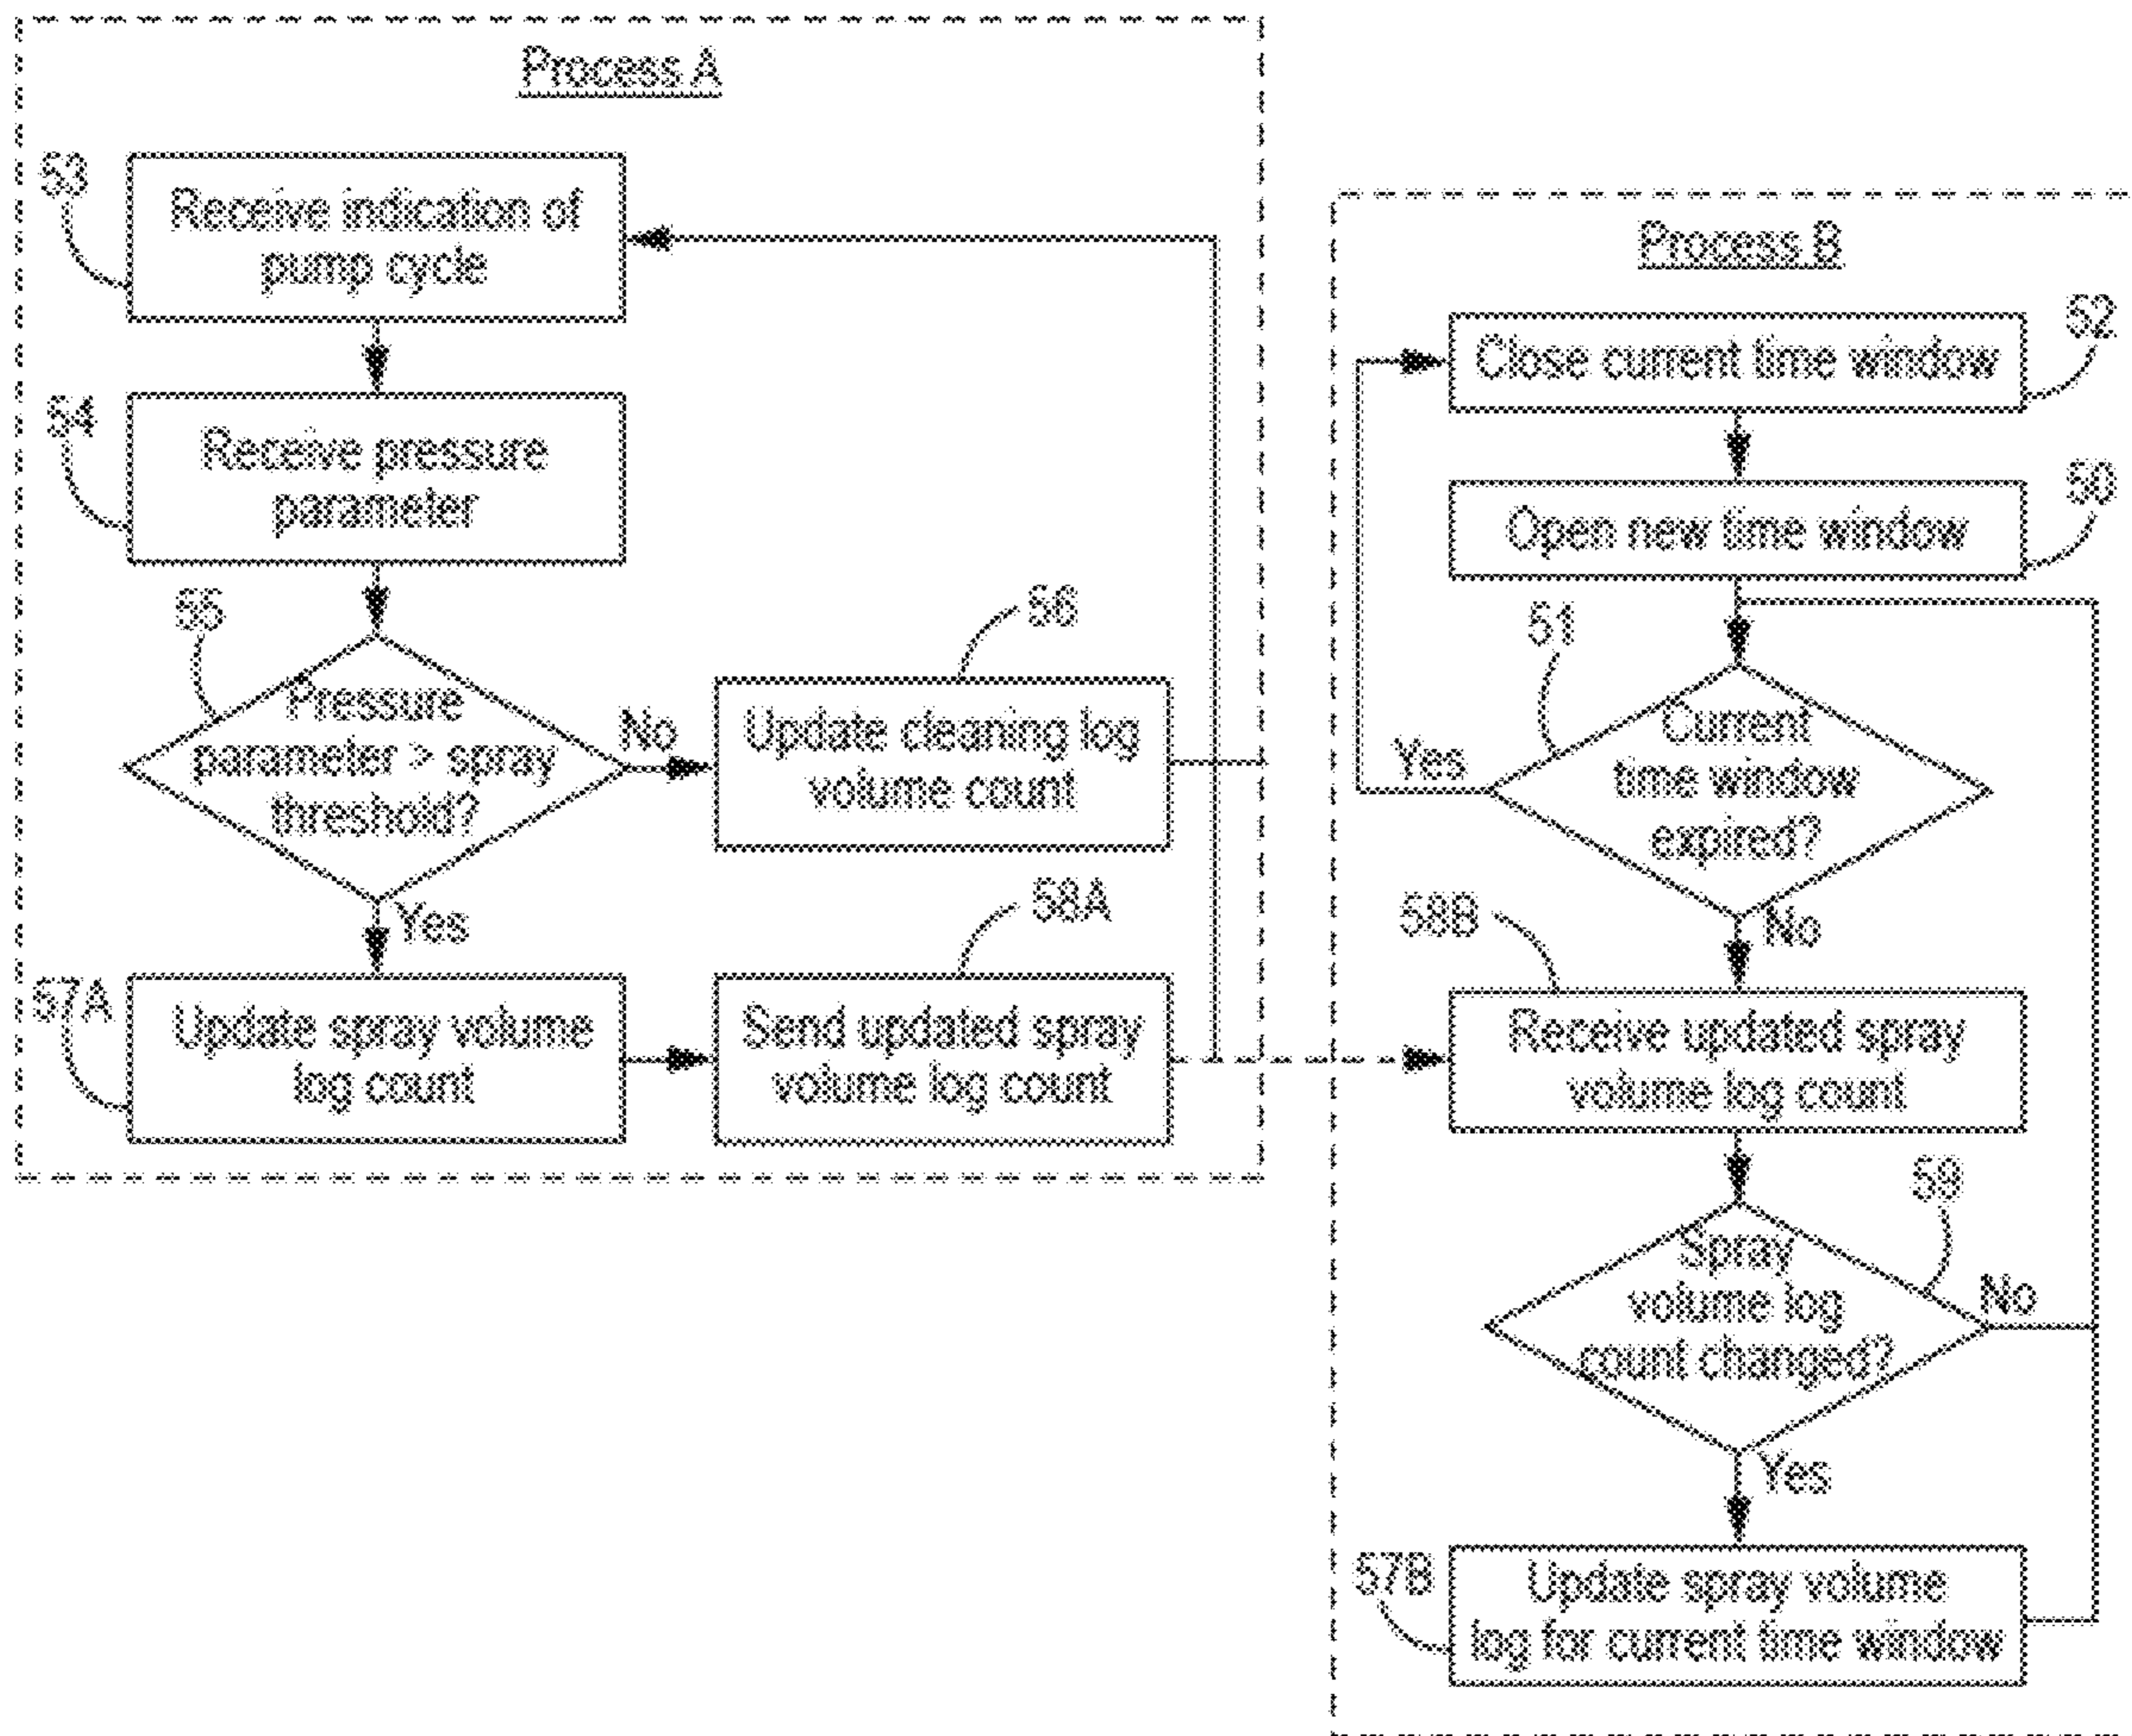 Process A
53
Receive indication of
pump cycle
54
Receive pressure
parameter
55
Pressure
parameter > spray
threshold?
No
56
Update cleaning log
volume count
Yes
57A
Update spray volume
log count
58A
Send updated spray
volume log count
Process B
52
Close current time window
50
Open new time window
51
Current
time window
expired?
Yes
No
58B
Receive updated spray
volume log count
59
Spray
volume log
count changed?
No
Yes
57B
Update spray volume
log for current time window